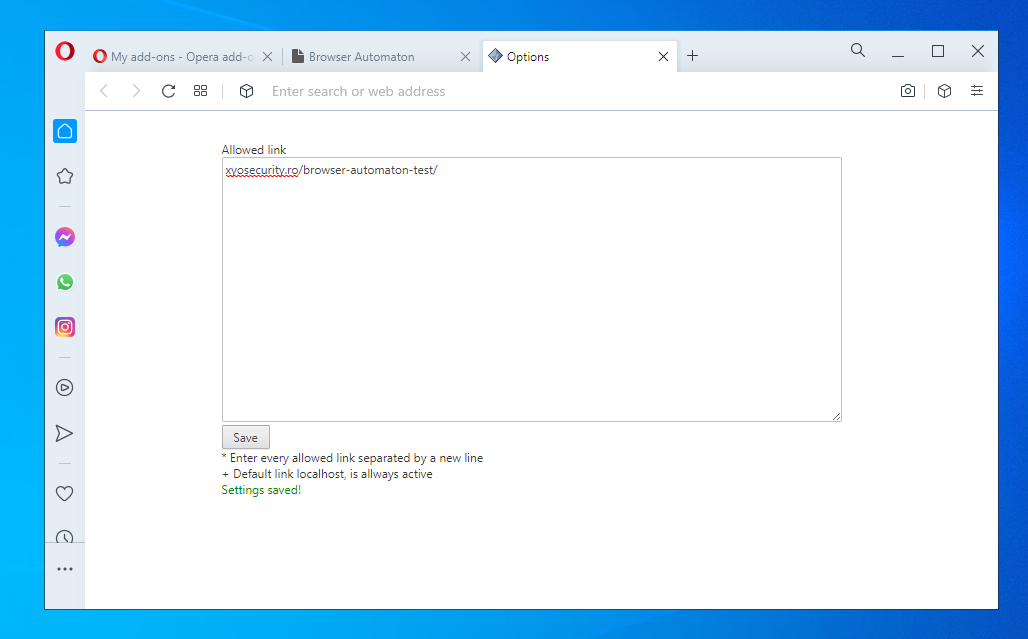 My add-ons - Opera add-o
Browser Automaton
Options
Enter search or web address
Allowed link
xyosecurity.ro/browser-automaton-test/
Save
* Enter every allowed link separated by a new line
+ Default link localhost, is allways active
Settings saved!